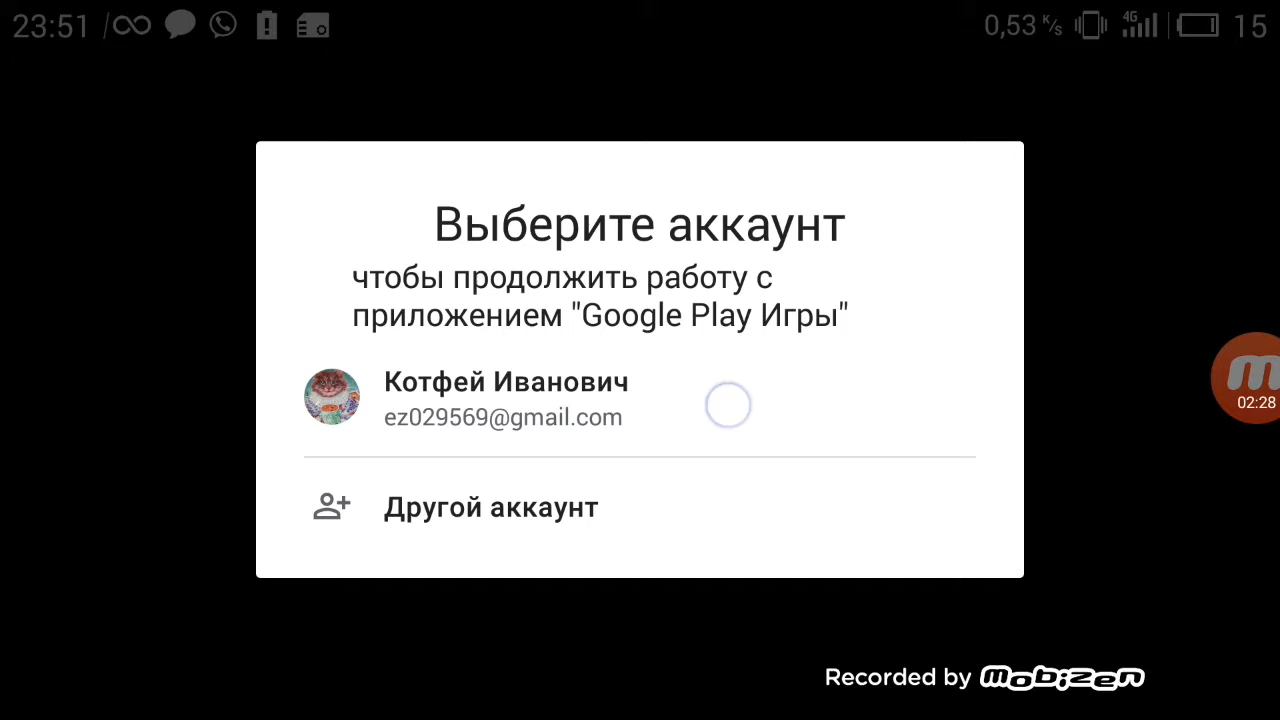 23:51
0,53 K/s 4G 15
Выберите аккаунт
чтобы продолжить работу с
приложением "Google Play Игры"
Котфей Иванович
ez029569@gmail.com
Другой аккаунт
02:28
Recorded by Mobizen